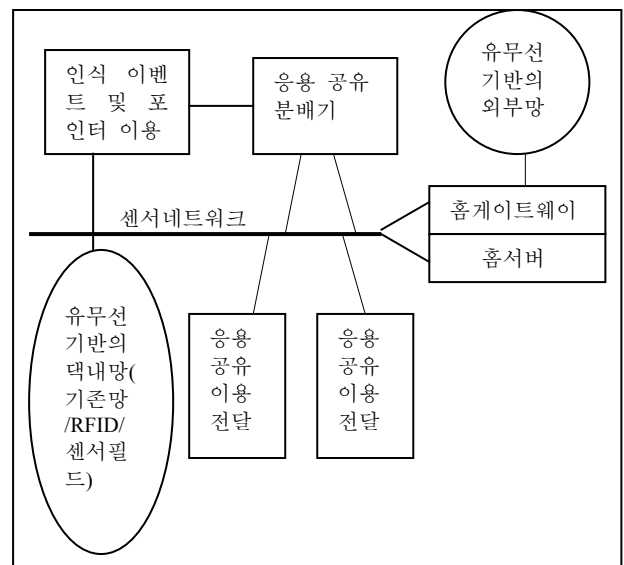 인식 이벤
트 및 포
인터 이용
응용 공유
분배기
유무선
기반의
외부망
센서네트워크
홈게이트웨이
홈서버
유무선
기반의
댁내망(
기존망
/RFID/
센서필
드)
응용
공유
이용
전달
응용
공유
이용
전달